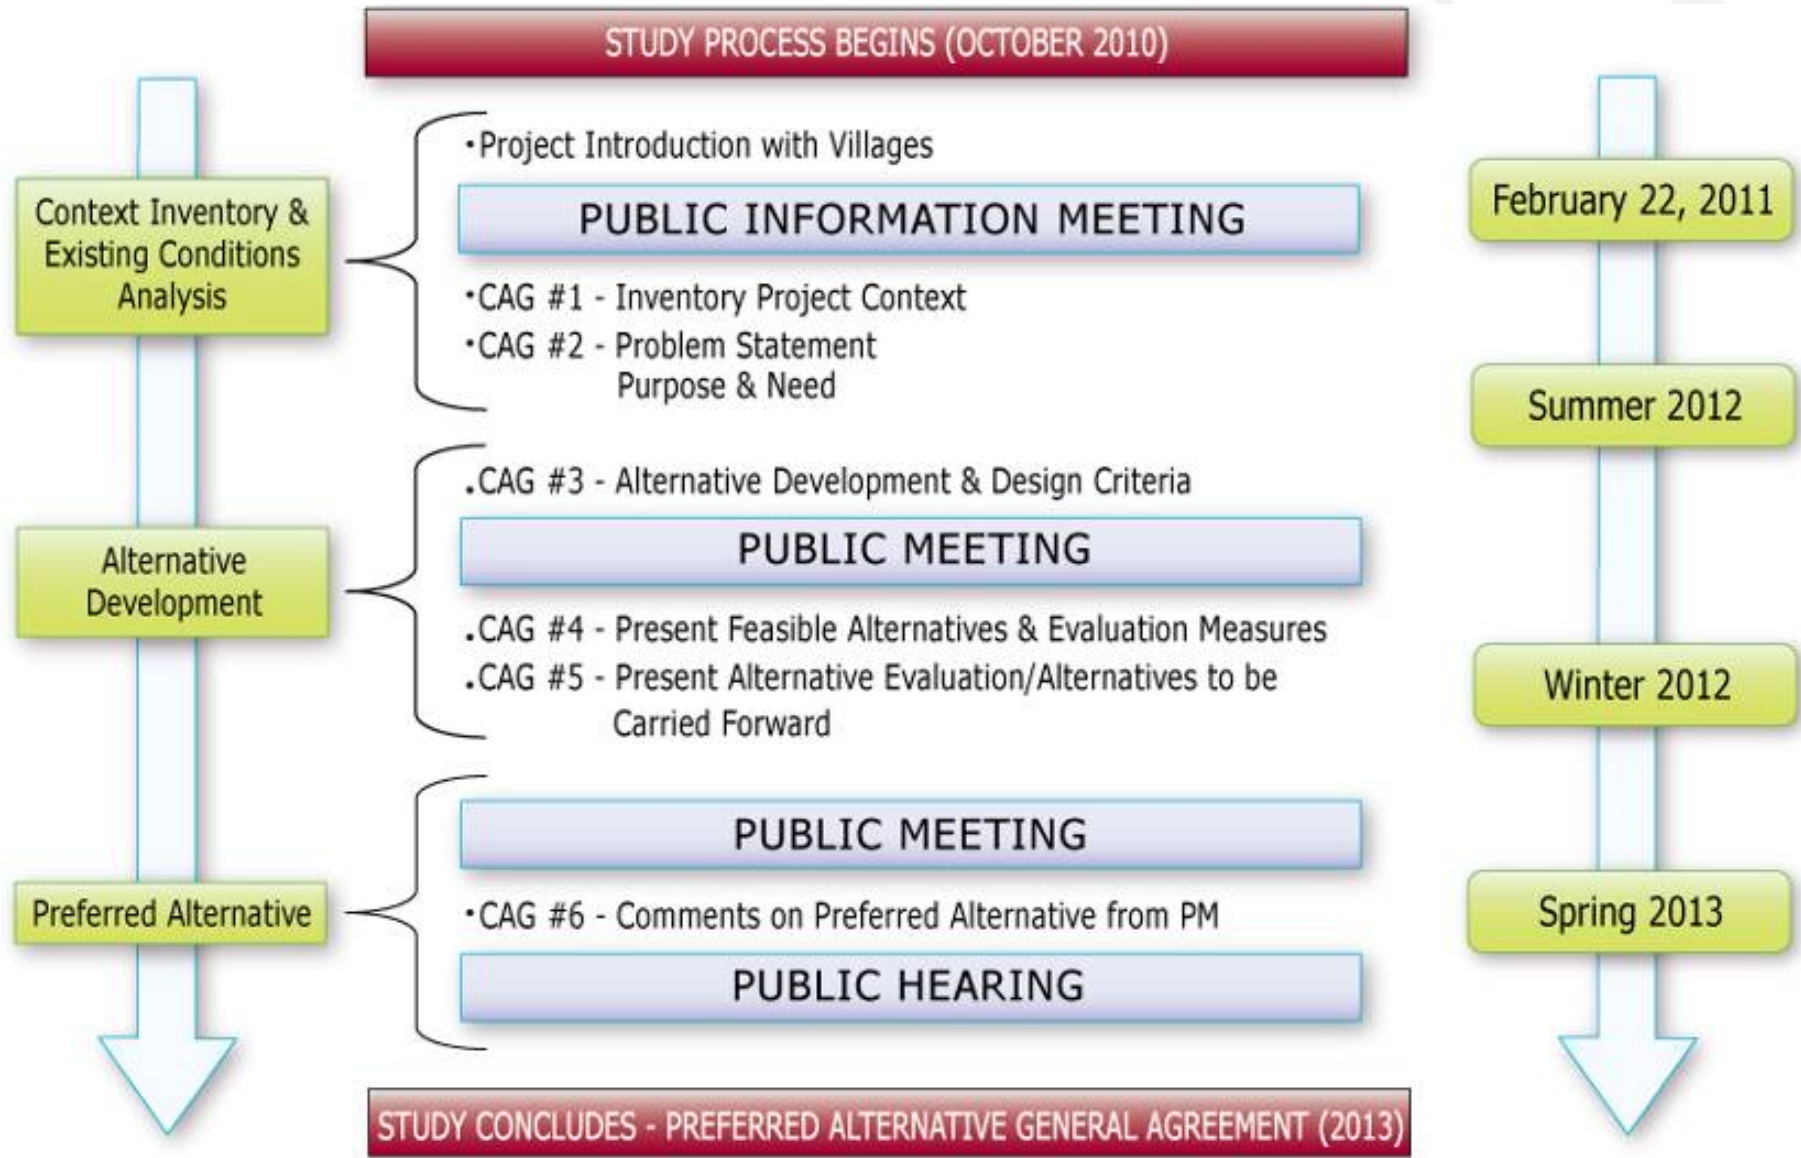 STUDY PROCESS BEGINS (OCTOBER 2010)
Context Inventory &
Existing Conditions
Analysis
·Project Introduction with Villages
PUBLIC INFORMATION MEETING
·CAG #1 - Inventory Project Context
·CAG #2 - Problem Statement
Purpose & Need
February 22, 2011
Summer 2012
Alternative
Development
.CAG #3 - Alternative Development & Design Criteria
PUBLIC MEETING
.CAG #4 - Present Feasible Alternatives & Evaluation Measures
.CAG #5 - Present Alternative Evaluation/Alternatives to be
Carried Forward
Winter 2012
Preferred Alternative
PUBLIC MEETING
·CAG #6 - Comments on Preferred Alternative from PM
PUBLIC HEARING
Spring 2013
STUDY CONCLUDES - PREFERRED ALTERNATIVE GENERAL AGREEMENT (2013)